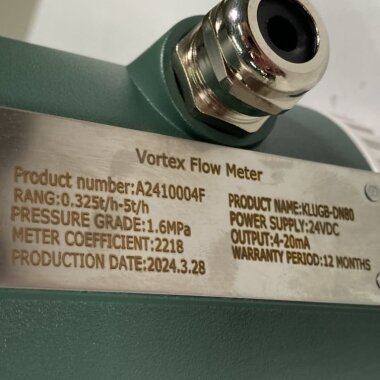 Vortex Flow Meter
Product number:A2410004F
RANG:0.325t/h-5t/h
PRESSURE GRADE:1.6MPa
METER COEFFICIENT:2218
PRODUCTION DATE:2024.3.28
PRODUCT NAME:KLUGB-DN80
POWER SUPPLY:24VDC
OUTPUT:4-20mA
WARRANTY PERIOD:12 MONTHS